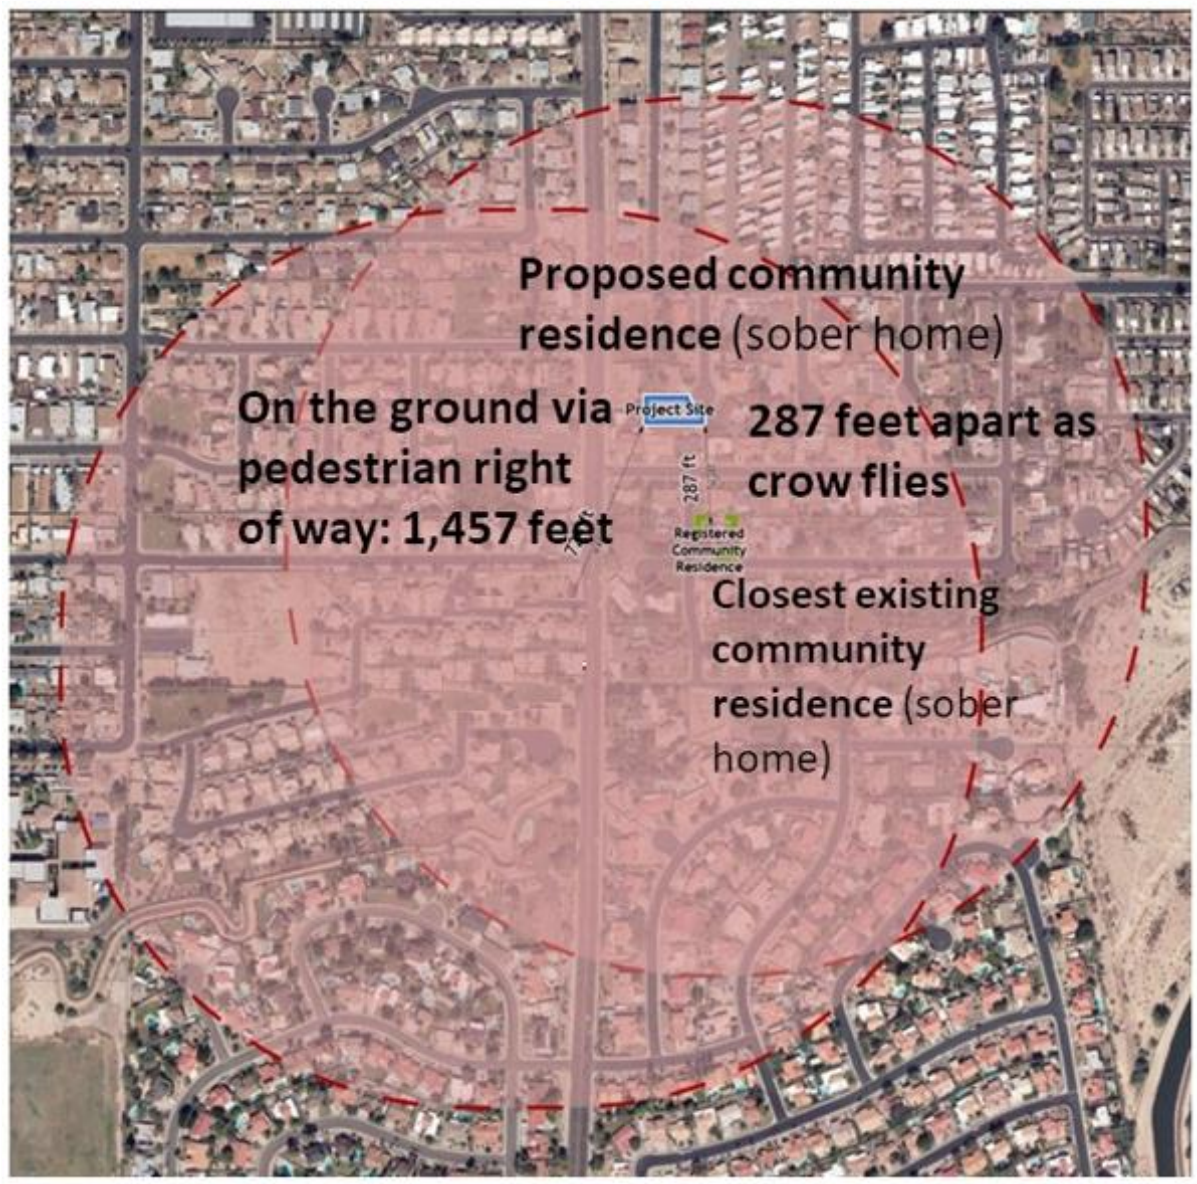 Proposed community
residence (sober home)
On the ground via
pedestrian right
of way: 1,457 feet
Project Site
287 feet apart as
crow flies
287 ft
Registered
Community
Residence
Closest existing
community
residence (sober
home)